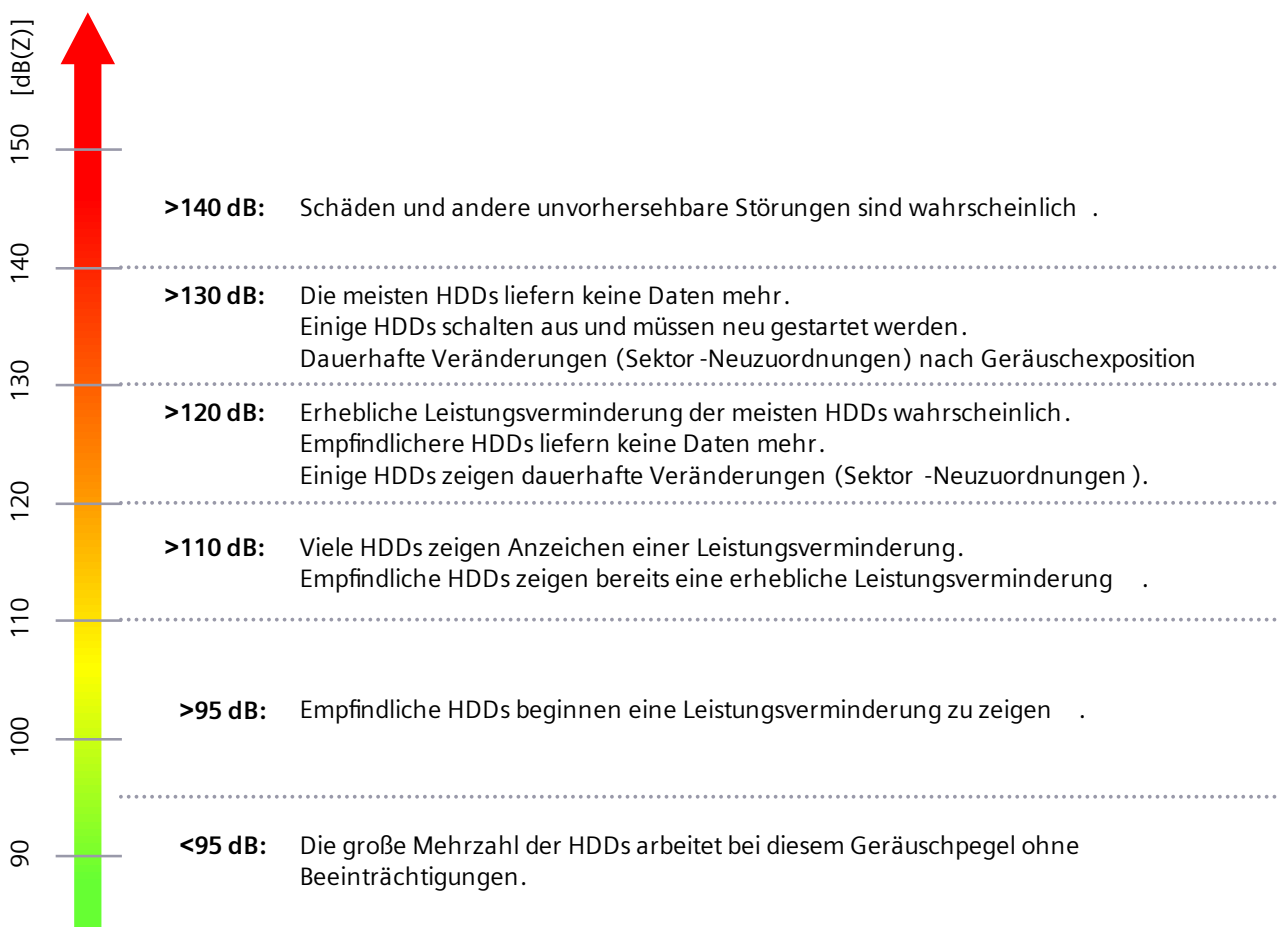 [dB(Z)]
150
>140 dB: Schäden und andere unvorhersehbare Störungen sind wahrscheinlich .
140
>130 dB: Die meisten HDDs liefern keine Daten mehr.
Einige HDDs schalten aus und müssen neu gestartet werden.
Dauerhafte Veränderungen (Sektor -Neuzuordnungen) nach Geräuschexposition
130
>120 dB: Erhebliche Leistungsverminderung der meisten HDDs wahrscheinlich.
Empfindlichere HDDs liefern keine Daten mehr.
Einige HDDs zeigen dauerhafte Veränderungen (Sektor -Neuzuordnungen ).
120
>110 dB: Viele HDDs zeigen Anzeichen einer Leistungsverminderung.
Empfindliche HDDs zeigen bereits eine erhebliche Leistungsverminderung .
110
>95 dB: Empfindliche HDDs beginnen eine Leistungsverminderung zu zeigen .
100
<95 dB: Die große Mehrzahl der HDDs arbeitet bei diesem Geräuschpegel ohne
Beeinträchtigungen.
90